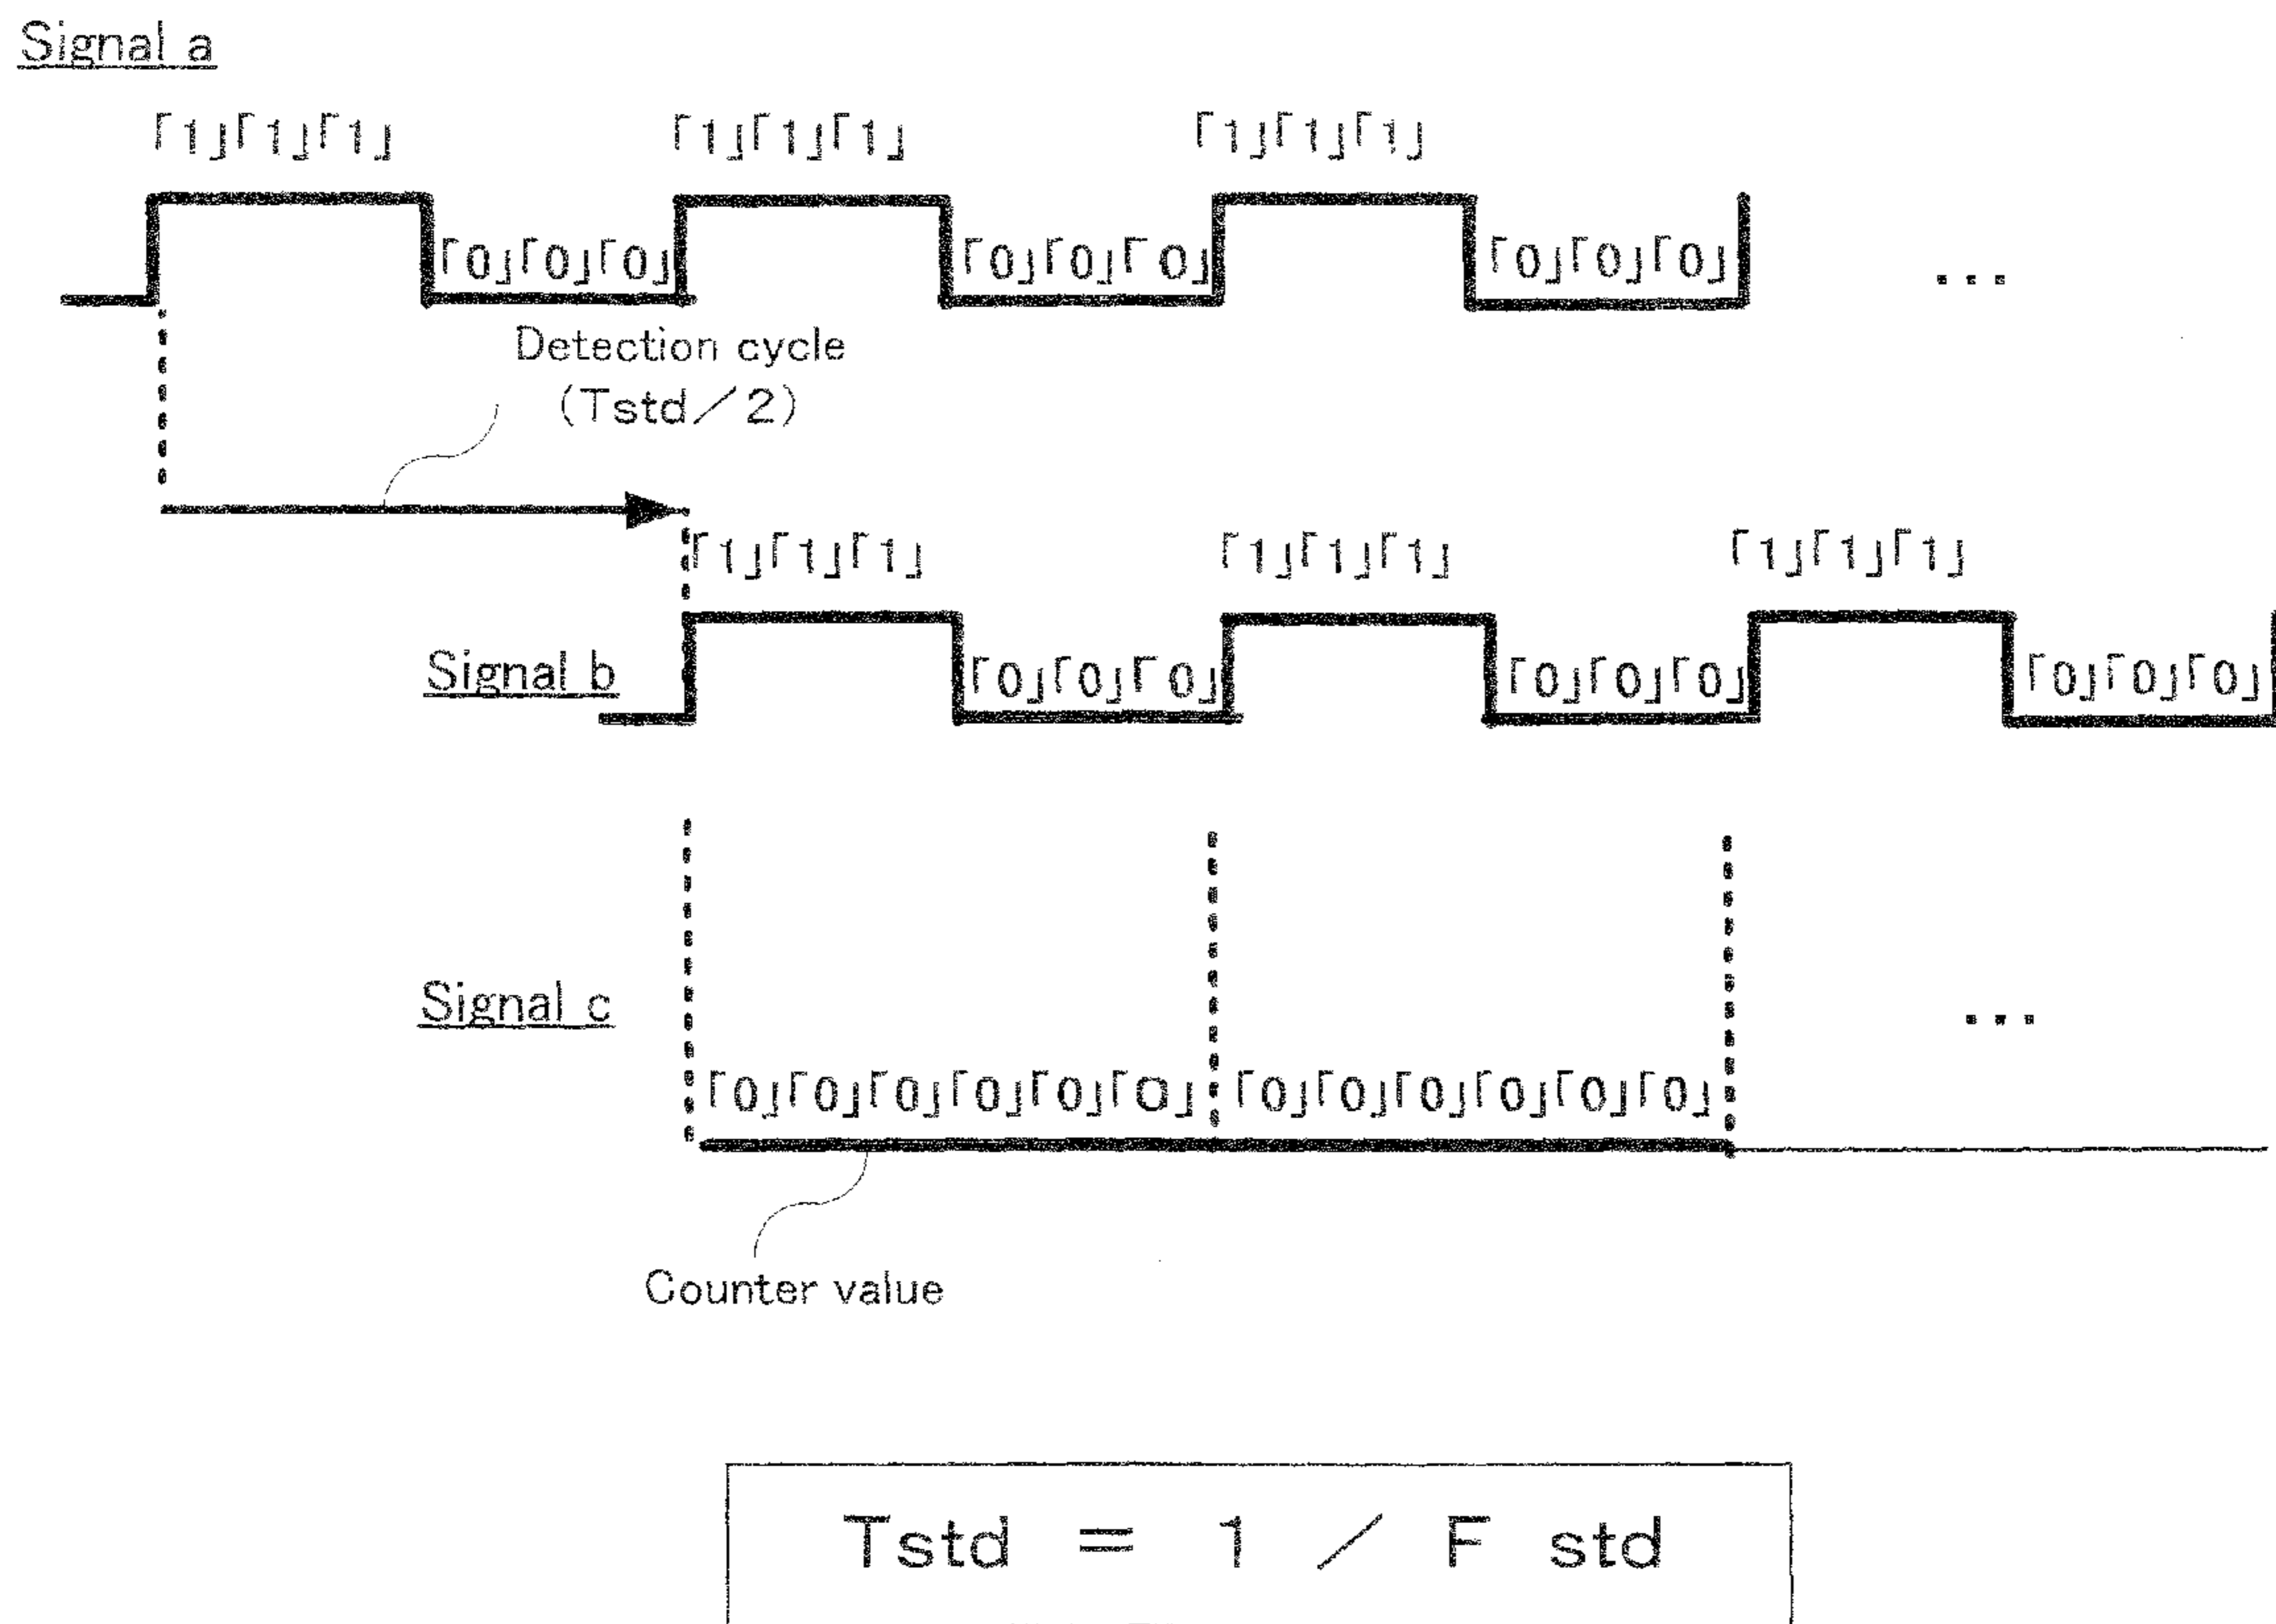 Signal a
「1」「1」「1」 「1」「1」「1」 「1」「1」「1」
「0」「0」「0」 「0」「0」「0」 「0」「0」「0」 ...
Detection cycle
(Tstd/2)
「1」「1」「1」 「1」「1」「1」 「1」「1」「1」
Signal b 「0」「0」「0」 「0」「0」「0」 「0」「0」「0」
Signal c ...
「0」「0」「0」「0」「0」「0」 「0」「0」「0」「0」「0」「0」
Counter value
Tstd = 1 / F std